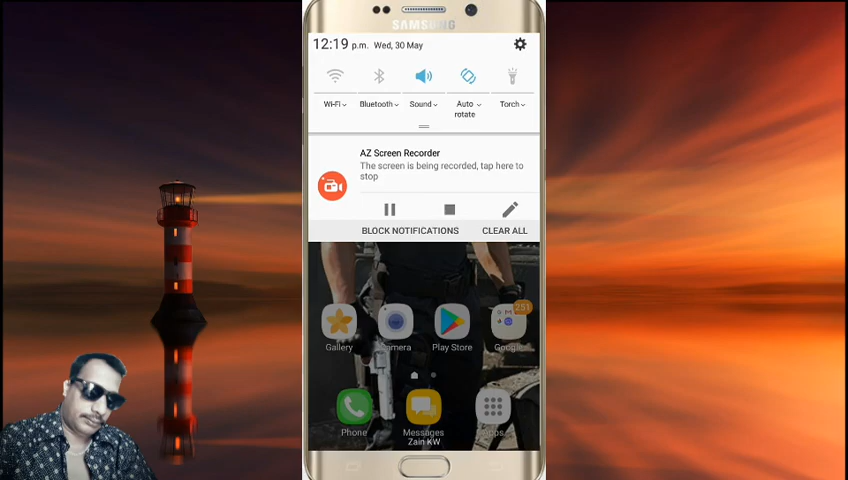 SAMSUNG
12:19 p.m. Wed, 30 May
Wi-Fi Bluetooth Sound Auto rotate Torch
AZ Screen Recorder
The screen is being recorded, tap here to
stop
BLOCK NOTIFICATIONS CLEAR ALL
251
Gallery Camera Play Store Google
Phone Messages Apps
Zain KW